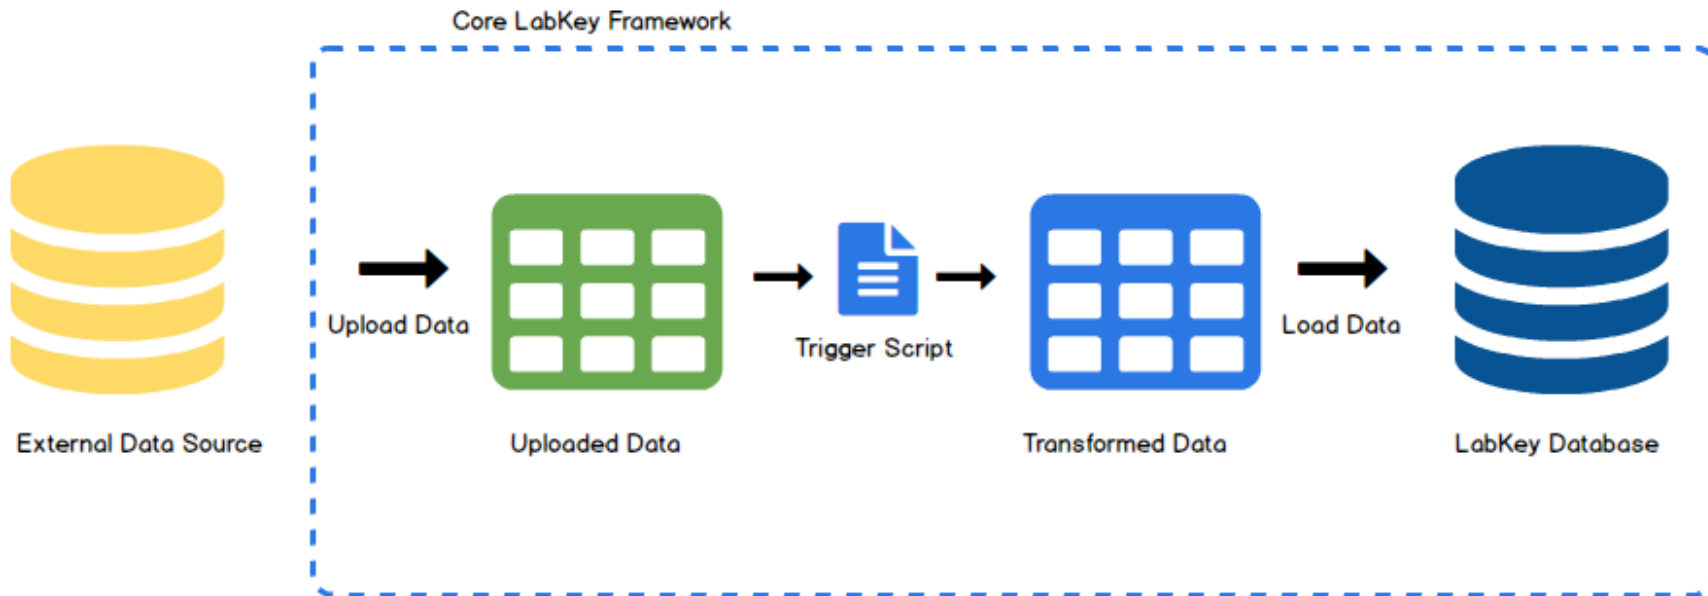 Core LabKey Framework
Upload Data
Trigger Script
Load Data
External Data Source
Uploaded Data
Transformed Data
LabKey Database